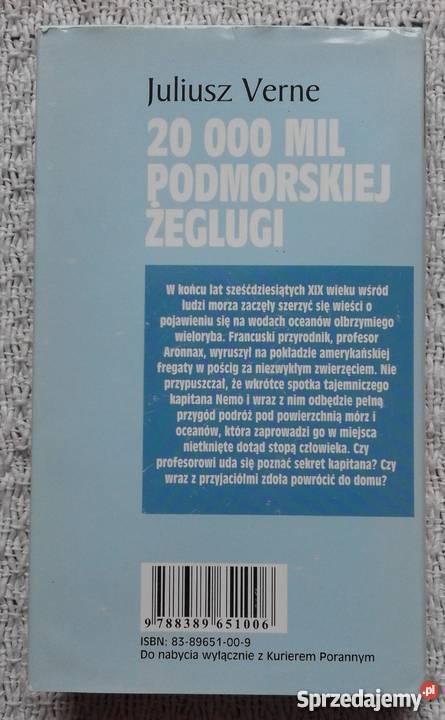 Juliusz Verne
20 000 MIL
PODMORSKIEJ
ŻEGLUGI
W końcu lat sześćdziesiątych XIX wieku wśród
ludzi morza zaczęły szerzyć się wieści o
pojawieniu się na wodach oceanów olbrzymiego
wieloryba. Francuski przyrodnik, profesor
Aronnax, wyruszył na pokładzie amerykańskiej
fregaty w pościg za niezwykłym zwierzęciem. Nie
przypuszczał, że wkrótce spotka tajemniczego
kapitana Nemo i wraz z nim odbędzie pełną
przygód podróż pod powierzchnią mórz i
oceanów, która zaprowadzi go w miejsca
nietknięte dotąd stopą człowieka. Czy
profesorowi uda się poznać sekret kapitana? Czy
wraz z przyjaciółmi zdoła powrócić do domu?
9 788389 651006
ISBN: 83-89651-00-9
Do nabycia wyłącznie z Kurierem Porannym
Sprzedajemy.pl